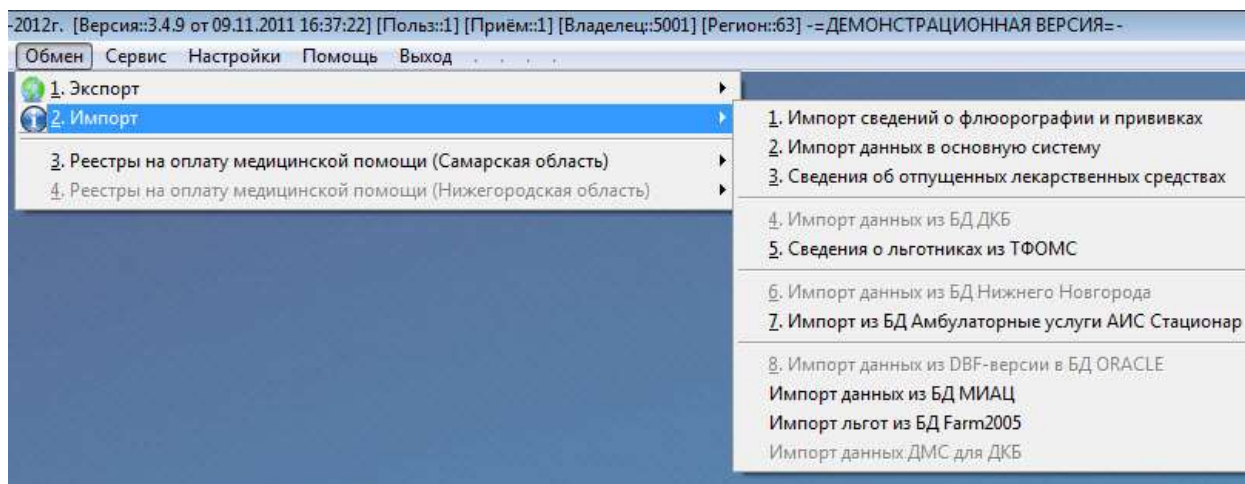 -2012г. [Версия::3.4.9 от 09.11.2011 16:37:22] [Польз::1] [Приём::1] [Владелец::5001] [Регион::63] -=ДЕМОНСТРАЦИОННАЯ ВЕРСИЯ=-
Обмен Сервис Настройки Помощь Выход . . . .
1. Экспорт
2. Импорт
3. Реестры на оплату медицинской помощи (Самарская область)
4. Реестры на оплату медицинской помощи (Нижегородская область)
1. Импорт сведений о флюорографии и прививках
2. Импорт данных в основную систему
3. Сведения об отпущенных лекарственных средствах
4. Импорт данных из БД ДКБ
5. Сведения о льготниках из ТФОМС
6. Импорт данных из БД Нижнего Новгорода
7. Импорт из БД Амбулаторные услуги АИС Стационар
8. Импорт данных из DBF-версии в БД ORACLE
Импорт данных из БД МИАЦ
Импорт льгот из БД Farm2005
Импорт данных ДМС для ДКБ